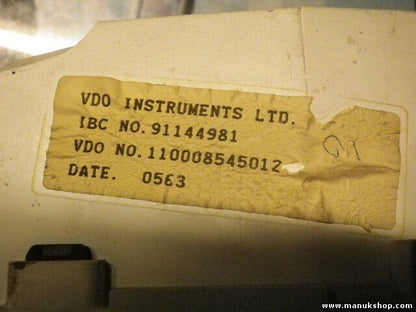 VDO INSTRUMENTS LTD.
IBC NO. 91144981
VDO NO. 110008545012
DATE. 0563
www.manukshop.com